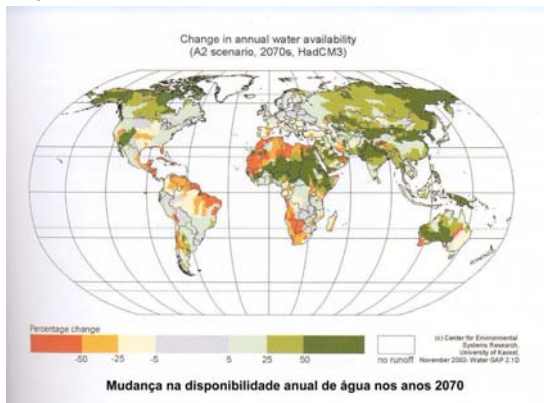 Change in annual water availability
(A2 scenario, 2070s, HadCM3)
Percentage change
-50 -25 -5 5 25 50
no runoff
(c) Center for Environmental
Systems Research,
University of Kassel,
November 2003- Water GAP 2.1D
Mudança na disponibilidade anual de água nos anos 2070